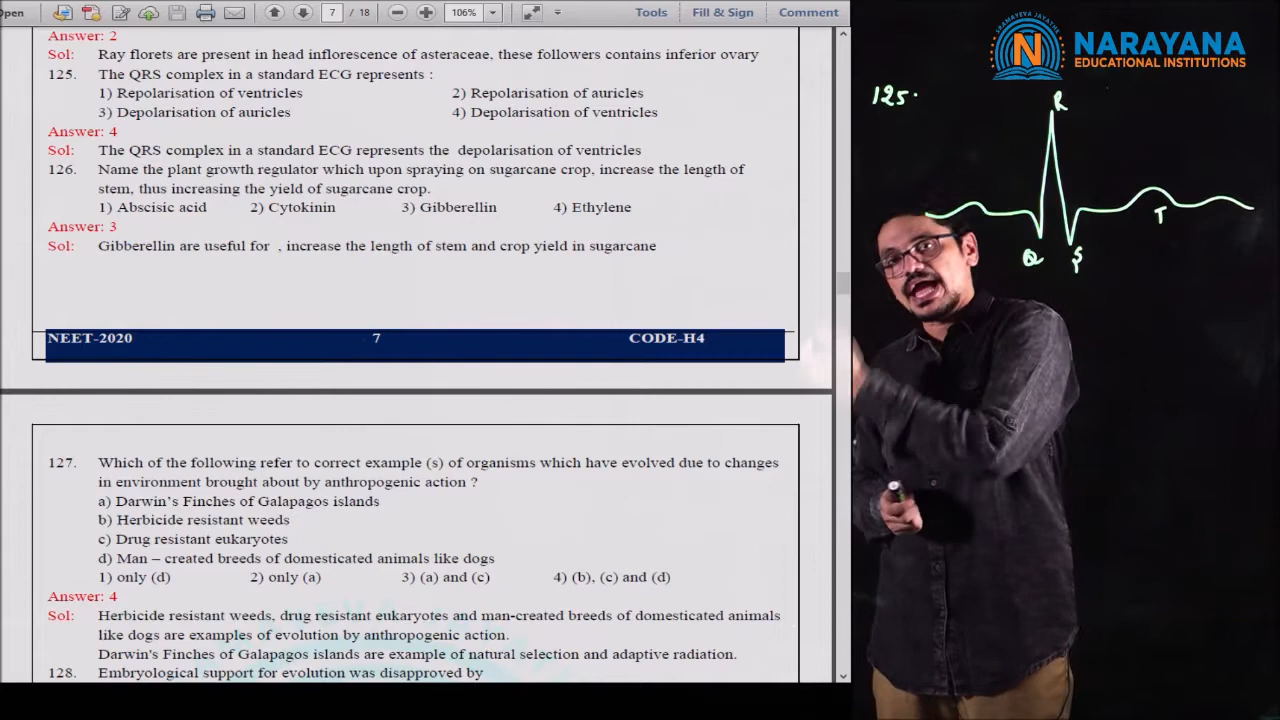 Open
7 / 18
106%
Tools
Fill & Sign
Comment
Answer: 2
Sol: Ray florets are present in head inflorescence of asteraceae, these followers contains inferior ovary
125. The QRS complex in a standard ECG represents :
1) Repolarisation of ventricles 2) Repolarisation of auricles
3) Depolarisation of auricles 4) Depolarisation of ventricles
Answer: 4
Sol: The QRS complex in a standard ECG represents the depolarisation of ventricles
126. Name the plant growth regulator which upon spraying on sugarcane crop, increase the length of
stem, thus increasing the yield of sugarcane crop.
1) Abscisic acid 2) Cytokinin 3) Gibberellin 4) Ethylene
Answer: 3
Sol: Gibberellin are useful for , increase the length of stem and crop yield in sugarcane
NEET-2020 7 CODE-H4
127. Which of the following refer to correct example (s) of organisms which have evolved due to changes
in environment brought about by anthropogenic action ?
a) Darwin's Finches of Galapagos islands
b) Herbicide resistant weeds
c) Drug resistant eukaryotes
d) Man – created breeds of domesticated animals like dogs
1) only (d) 2) only (a) 3) (a) and (c) 4) (b), (c) and (d)
Answer: 4
Sol: Herbicide resistant weeds, drug resistant eukaryotes and man-created breeds of domesticated animals
like dogs are examples of evolution by anthropogenic action.
Darwin's Finches of Galapagos islands are example of natural selection and adaptive radiation.
128. Embryological support for evolution was disapproved by
SRAMAYEVA JAYATHE
N
NARAYANA
EDUCATIONAL INSTITUTIONS
125.
R
T
Q S